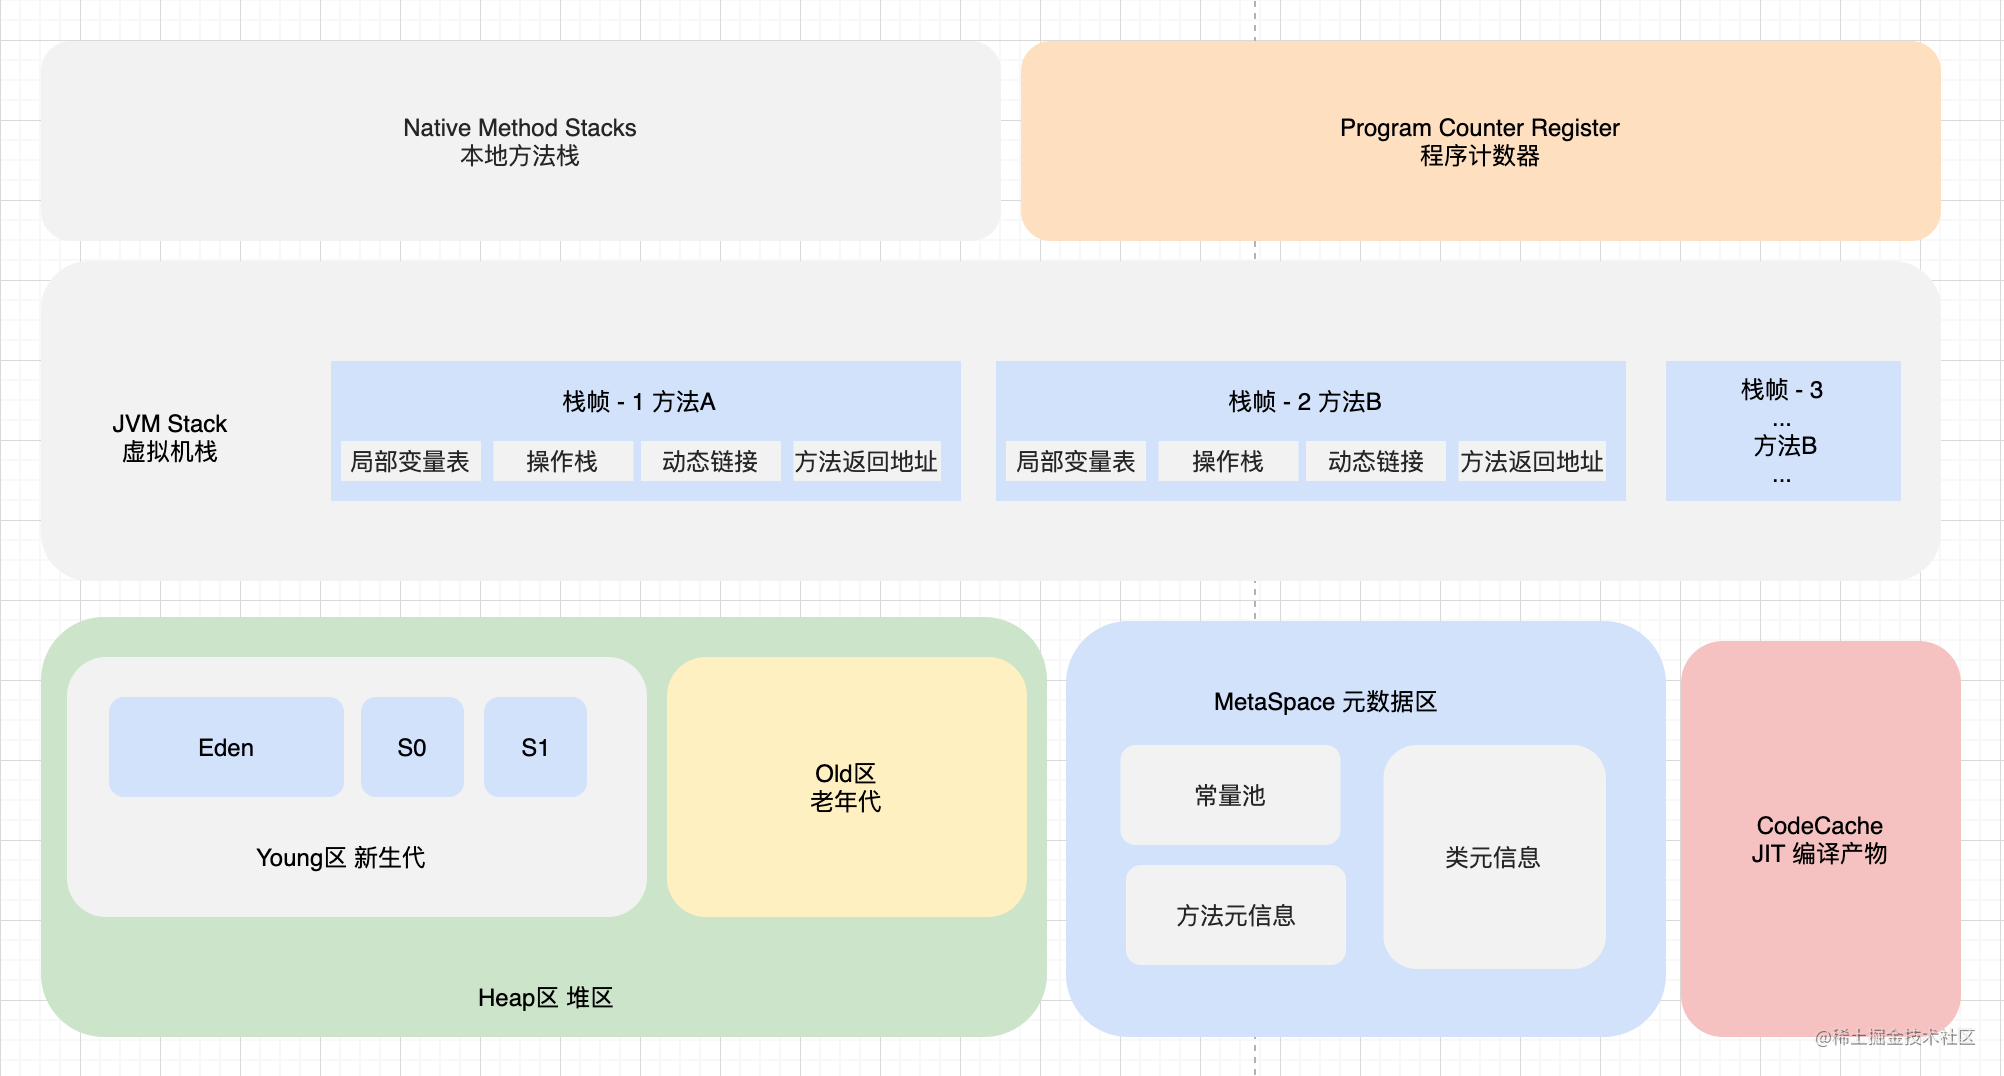 Native Method Stacks
本地方法栈
Program Counter Register
程序计数器
JVM Stack
虚拟机栈
栈帧 - 1 方法A
局部变量表
操作栈
动态链接
方法返回地址
栈帧 - 2 方法B
局部变量表
操作栈
动态链接
方法返回地址
栈帧 - 3
...
方法B
...
Eden
S0
S1
Young区 新生代
Old区
老年代
Heap区 堆区
MetaSpace 元数据区
常量池
方法元信息
类元信息
CodeCache
JIT 编译产物
@稀土掘金技术社区